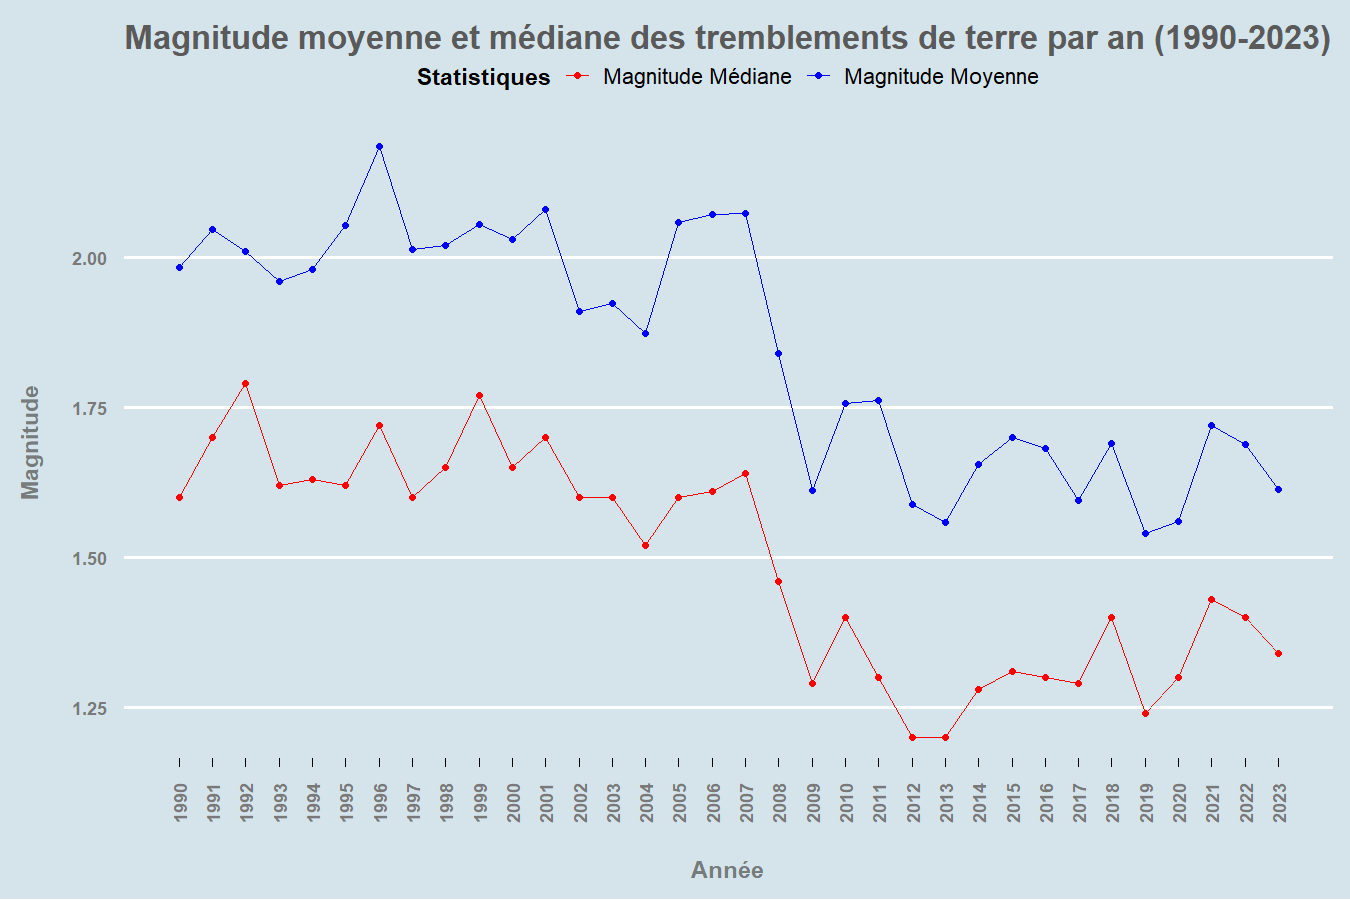 Magnitude moyenne et médiane des tremblements de terre par an (1990-2023)
Statistiques Magnitude Médiane Magnitude Moyenne
2.00
1.75
1.50
1.25
Magnitude
1990 1991 1992 1993 1994 1995 1996 1997 1998 1999 2000 2001 2002 2003 2004 2005 2006 2007 2008 2009 2010 2011 2012 2013 2014 2015 2016 2017 2018 2019 2020 2021 2022 2023
Année